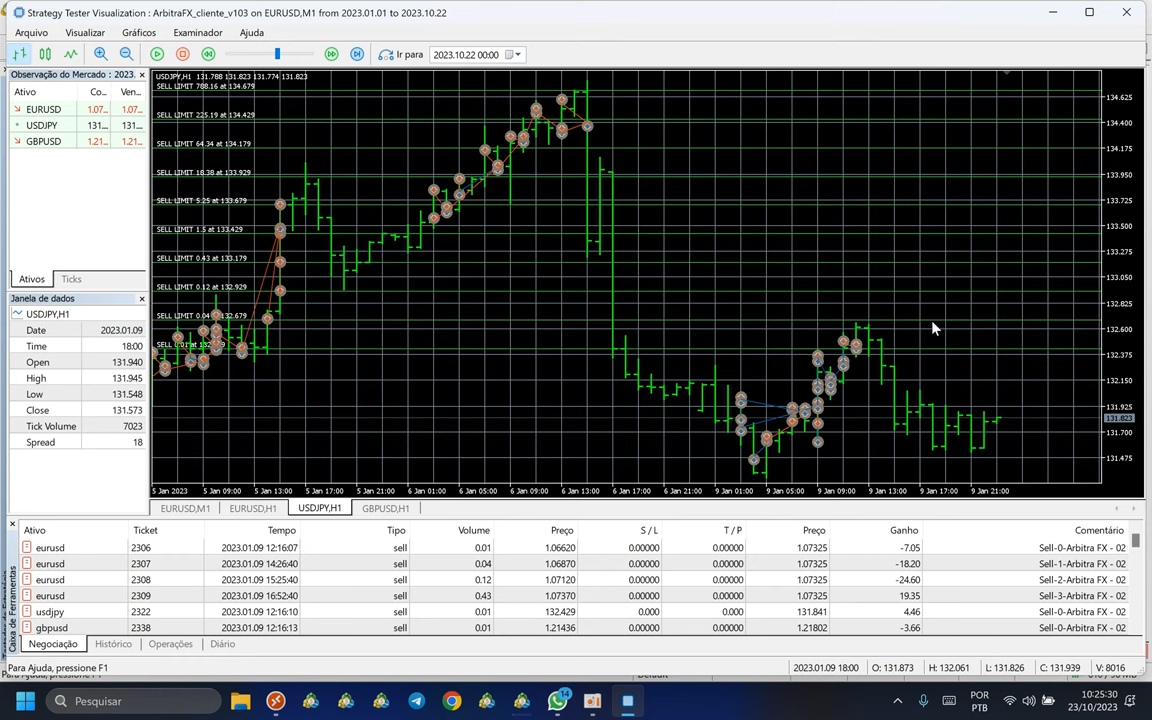 Strategy Tester Visualization : ArbitraFX_cliente_v103 on EURUSD,M1 from 2023.01.01 to 2023.10.22
Arquivo Visualizar Gráficos Examinador Ajuda
Ir para 2023.10.22 00:00
Observação do Mercado : 2023.
Ativo Co... Ven...
EURUSD 1.07... 1.07...
USDJPY 131... 131...
GBPUSD 1.21... 1.21...
Ativos Ticks
Janela de dados
USDJPY,H1
Date 2023.01.09
Time 18:00
Open 131.940
High 131.945
Low 131.548
Close 131.573
Tick Volume 7023
Spread 18
USDJPY,H1 131.788 131.823 131.774 131.823
SELL LIMIT 788.16 at 134.679
SELL LIMIT 225.19 at 134.429
SELL LIMIT 64.34 at 134.179
SELL LIMIT 18.38 at 133.929
SELL LIMIT 5.25 at 133.679
SELL LIMIT 1.5 at 133.429
SELL LIMIT 0.43 at 133.179
SELL LIMIT 0.12 at 132.929
SELL LIMIT 0.04 at 132.679
SELL 0.01 at 132.429
134.625
134.400
134.175
133.950
133.725
133.500
133.275
133.050
132.825
132.600
132.375
132.150
131.925
131.823
131.700
131.475
5 Jan 2023 5 Jan 09:00 5 Jan 13:00 5 Jan 17:00 5 Jan 21:00 6 Jan 01:00 6 Jan 05:00 6 Jan 09:00 6 Jan 13:00 6 Jan 17:00 6 Jan 21:00 9 Jan 01:00 9 Jan 05:00 9 Jan 09:00 9 Jan 13:00 9 Jan 17:00 9 Jan 21:00
EURUSD,M1 EURUSD,H1 USDJPY,H1 GBPUSD,H1
Ativo Ticket Tempo Tipo Volume Preço S / L T / P Preço Ganho Comentário
eurusd 2306 2023.01.09 12:16:07 sell 0.01 1.06620 0.00000 0.00000 1.07325 -7.05 Sell-0-Arbitra FX - 02
eurusd 2307 2023.01.09 14:26:40 sell 0.04 1.06870 0.00000 0.00000 1.07325 -18.20 Sell-1-Arbitra FX - 02
eurusd 2308 2023.01.09 15:25:40 sell 0.12 1.07120 0.00000 0.00000 1.07325 -24.60 Sell-2-Arbitra FX - 02
eurusd 2309 2023.01.09 16:52:40 sell 0.43 1.07370 0.00000 0.00000 1.07325 19.35 Sell-3-Arbitra FX - 02
usdjpy 2322 2023.01.09 12:16:10 sell 0.01 132.429 0.000 0.000 131.841 4.46 Sell-0-Arbitra FX - 02
gbpusd 2338 2023.01.09 12:16:13 sell 0.01 1.21436 0.00000 0.00000 1.21802 -3.66 Sell-0-Arbitra FX - 02
Caixa de Ferramentas
Negociação Histórico Operações Diário
Para Ajuda, pressione F1 2023.01.09 18:00 O: 131.873 H: 132.061 L: 131.826 C: 131.939 V: 8016
Pesquisar
14
POR
PTB
10:25:30
23/10/2023